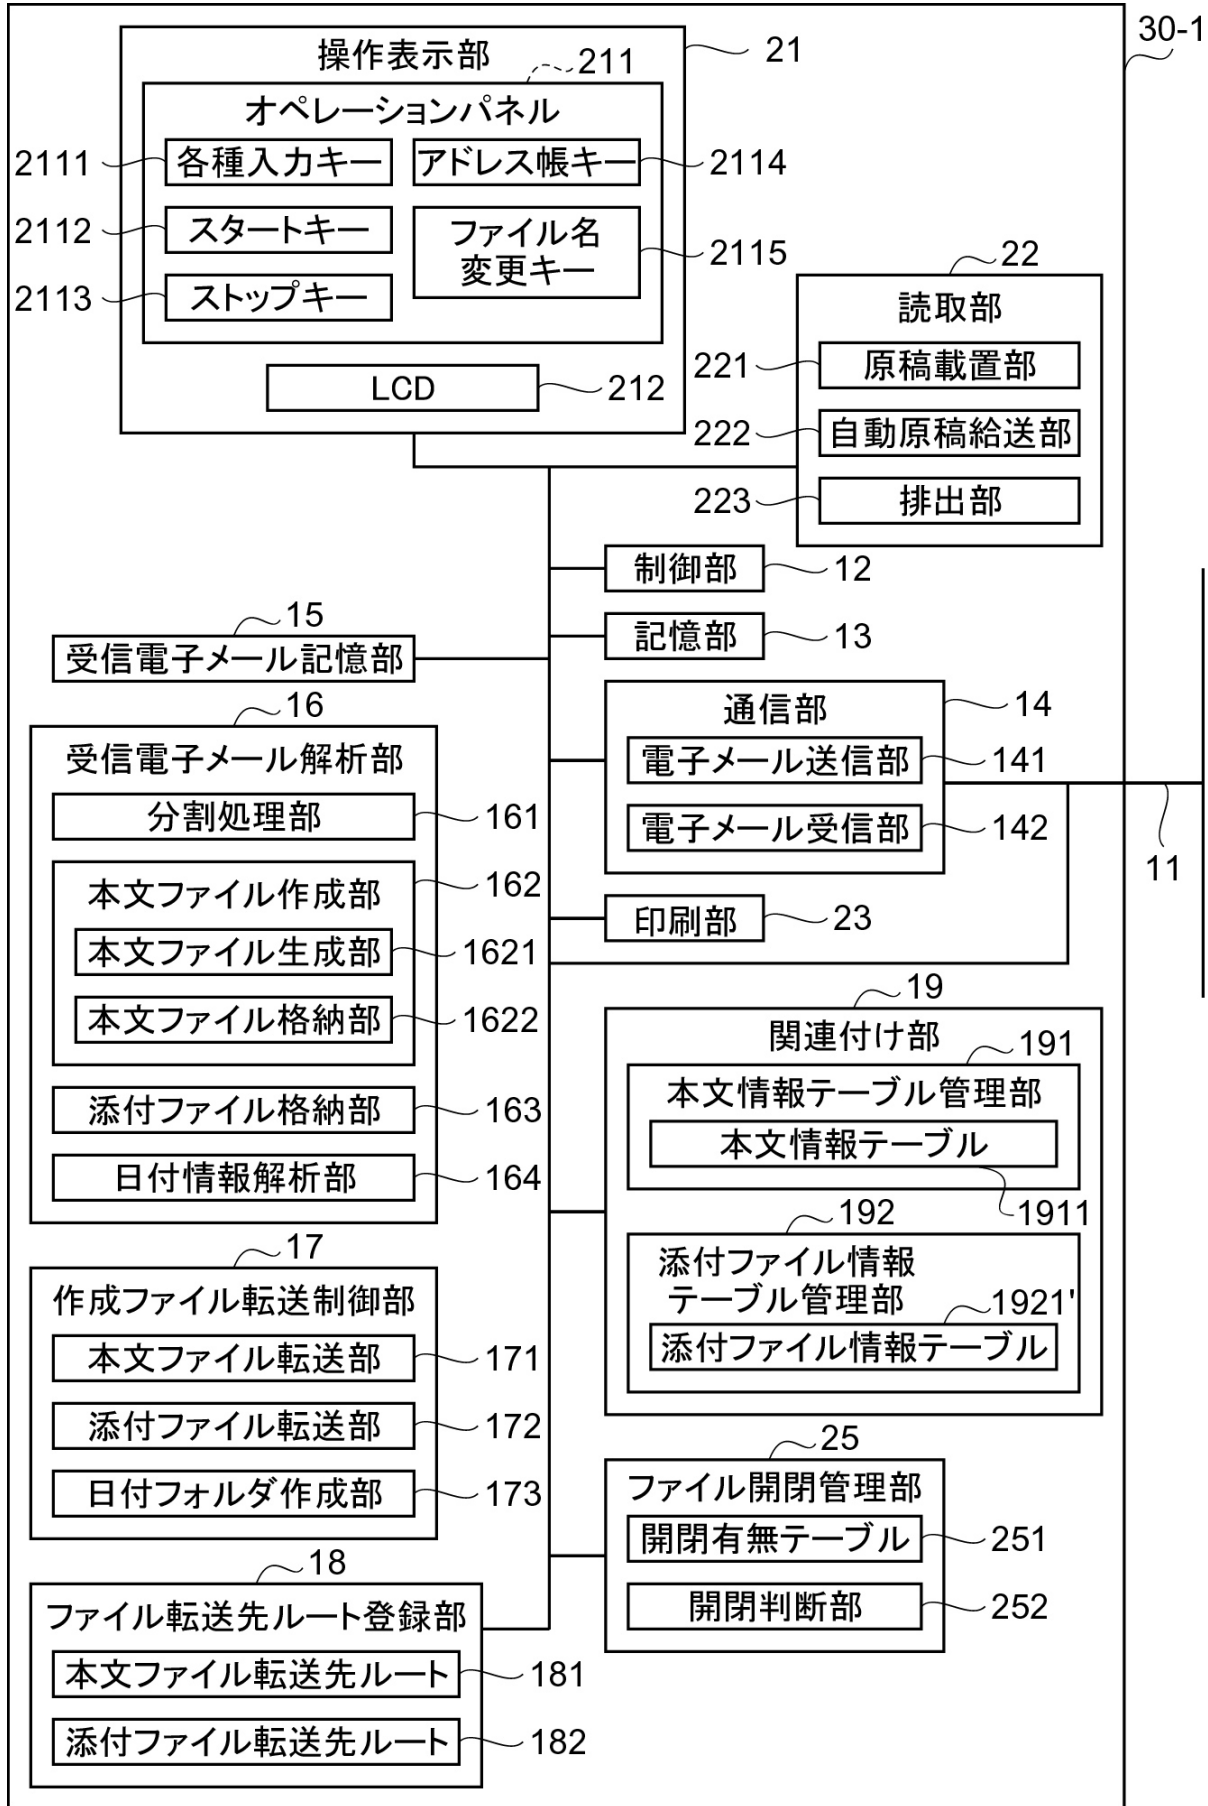 30-1
操作表示部
21
211
オペレーションパネル
2111
各種入力キー
アドレス帳キー
2114
2112
スタートキー
ファイル名
変更キー
2115
2113
ストップキー
LCD
212
22
読取部
221
原稿載置部
222
自動原稿給送部
223
排出部
制御部
12
記憶部
13
15
受信電子メール記憶部
16
受信電子メール解析部
分割処理部
161
本文ファイル作成部
162
本文ファイル生成部
1621
本文ファイル格納部
1622
添付ファイル格納部
163
日付情報解析部
164
通信部
14
電子メール送信部
141
電子メール受信部
142
11
印刷部
23
19
関連付け部
191
本文情報テーブル管理部
本文情報テーブル
1911
192
添付ファイル情報
テーブル管理部
1921'
添付ファイル情報テーブル
17
作成ファイル転送制御部
本文ファイル転送部
171
添付ファイル転送部
172
日付フォルダ作成部
173
25
ファイル開閉管理部
開閉有無テーブル
251
開閉判断部
252
18
ファイル転送先ルート登録部
本文ファイル転送先ルート
181
添付ファイル転送先ルート
182